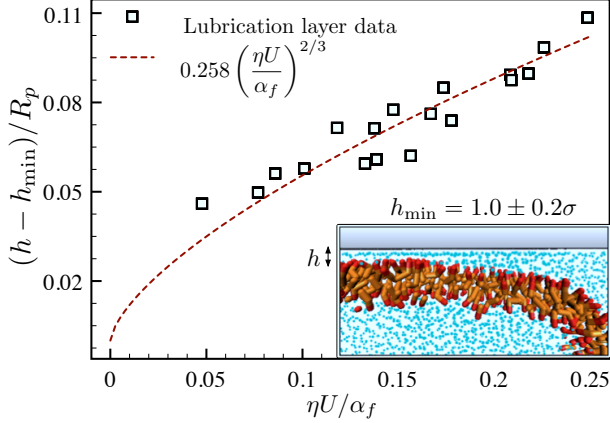 Lubrication layer data
0.258 (ηU/α_f)^{2/3}
(h − h_min)/R_p
0.11
0.08
0.05
0.02
h_min = 1.0 ± 0.2σ
h
0 0.05 0.1 0.15 0.2 0.25
ηU/α_f